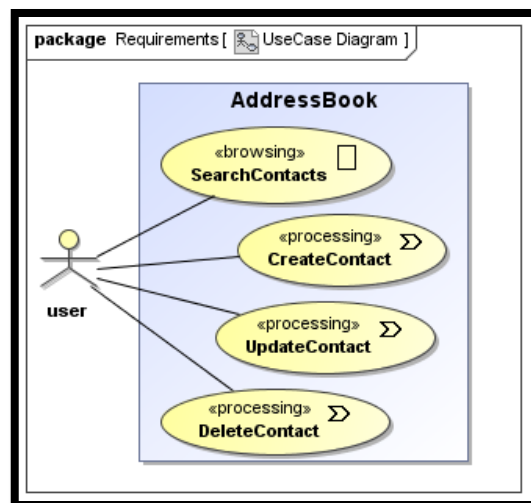 package Requirements [ UseCase Diagram ]
AddressBook
«browsing»
SearchContacts
«processing»
CreateContact
user
«processing»
UpdateContact
«processing»
DeleteContact